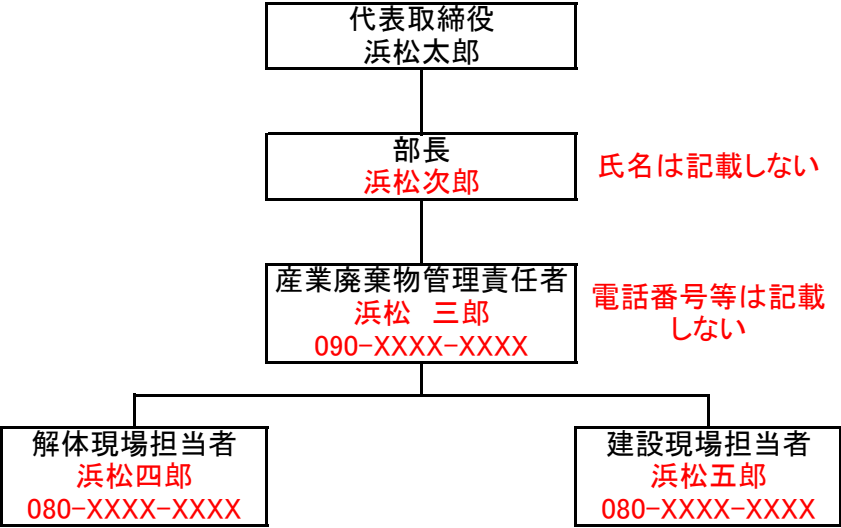 代表取締役
浜松太郎
部長
浜松次郎
氏名は記載しない
産業廃棄物管理責任者
浜松　三郎
090-XXXX-XXXX
電話番号等は記載
しない
解体現場担当者
浜松四郎
080-XXXX-XXXX
建設現場担当者
浜松五郎
080-XXXX-XXXX